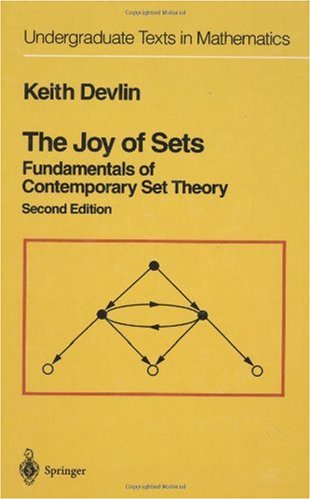 Undergraduate Texts in Mathematics
Keith Devlin
The Joy of Sets
Fundamentals of
Contemporary Set Theory
Second Edition
Springer